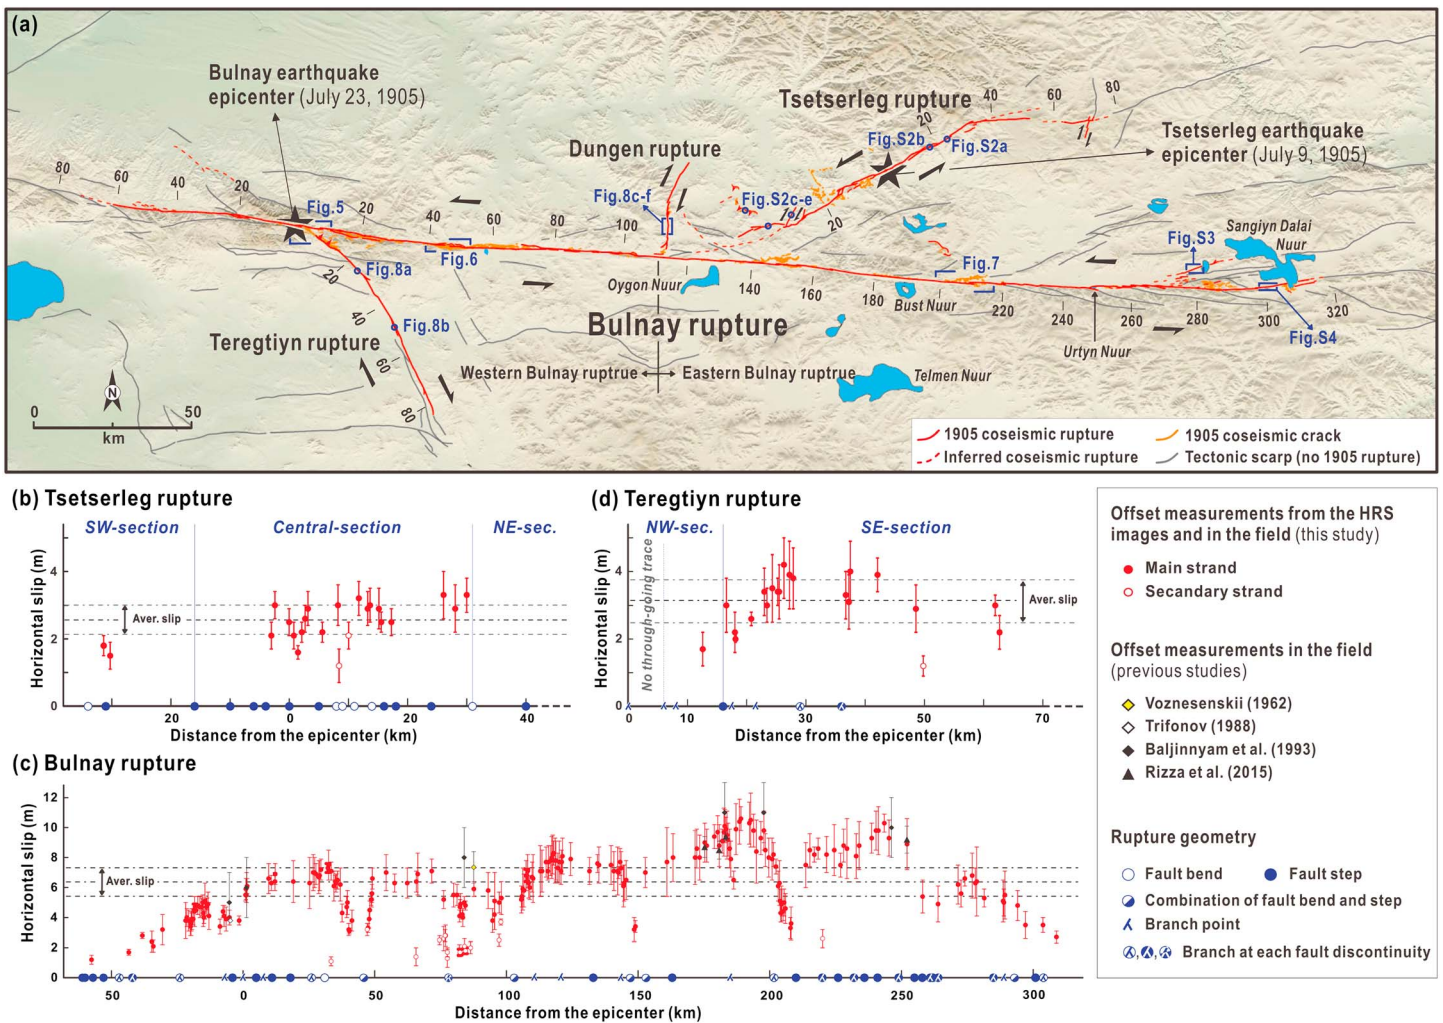 (a)
Bulnay earthquake
epicenter (July 23, 1905)
Tsetserleg rupture
Tsetserleg earthquake
epicenter (July 9, 1905)
Dungen rupture
Fig.S2b
Fig.S2a
Fig.8c-f
Fig.S2c-e
20
40
60
80
20
80
60
40
20
Fig.5
20
40
60
80
100
Fig.6
Fig.8a
20
40
Fig.8b
60
80
Teregtiyn rupture
Oygon Nuur
140
160
180
Bust Nuur
Fig.7
220
Fig.S3
Sangiyn Dalai
Nuur
260
280
300
320
Fig.S4
Urtyn Nuur
Bulnay rupture
Western Bulnay ruptrue
Eastern Bulnay ruptrue
Telmen Nuur
N
0
50
km
1905 coseismic rupture
1905 coseismic crack
Inferred coseismic rupture
Tectonic scarp (no 1905 rupture)
(b) Tsetserleg rupture
SW-section
Central-section
NE-sec.
Horizontal slip (m)
4
2
0
Aver. slip
20
0
20
40
Distance from the epicenter (km)
(d) Teregtiyn rupture
NW-sec.
SE-section
No through-going trace
Horizontal slip (m)
4
2
0
Aver. slip
0
10
30
50
70
Distance from the epicenter (km)
(c) Bulnay rupture
Horizontal slip (m)
12
10
8
6
4
2
0
Aver. slip
50
0
50
100
150
200
250
300
Distance from the epicenter (km)
Offset measurements from the HRS
images and in the field (this study)
Main strand
Secandary strand
Offset measurements in the field
(previous studies)
Voznesenskii (1962)
Trifonov (1988)
Baljinnyam et al. (1993)
Rizza et al. (2015)
Rupture geometry
Fault bend
Fault step
Combination of fault bend and step
Branch point
Branch at each fault discontinuity